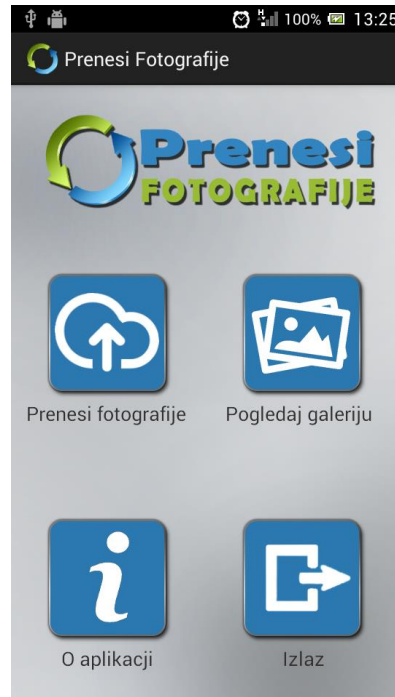 H 100% 13:25
Prenesi Fotografije
Prenesi
FOTOGRAFIJE
Prenesi fotografije
Pogledaj galeriju
O aplikacji
Izlaz